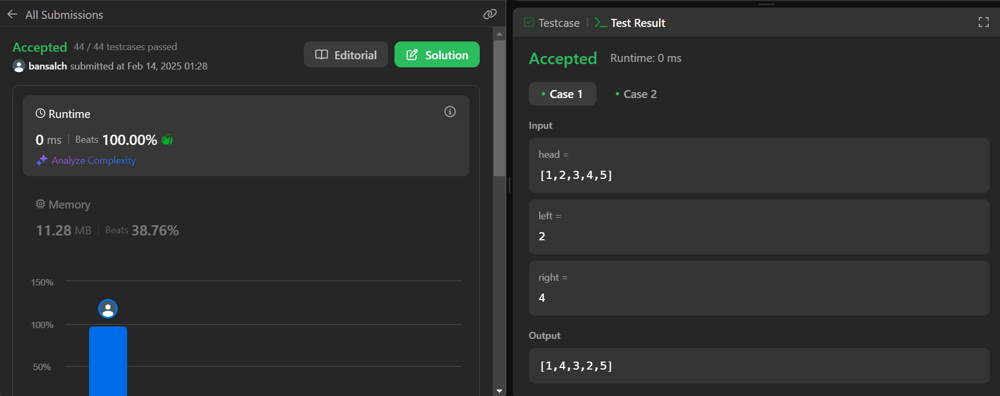 All Submissions
Accepted 44 / 44 testcases passed
bansalch submitted at Feb 14, 2025 01:28
Editorial
Solution
Runtime
0 ms | Beats 100.00%
Analyze Complexity
Memory
11.28 MB | Beats 38.76%
150%
100%
50%
Testcase | Test Result
Accepted Runtime: 0 ms
Case 1
Case 2
Input
head =
[1,2,3,4,5]
left =
2
right =
4
Output
[1,4,3,2,5]